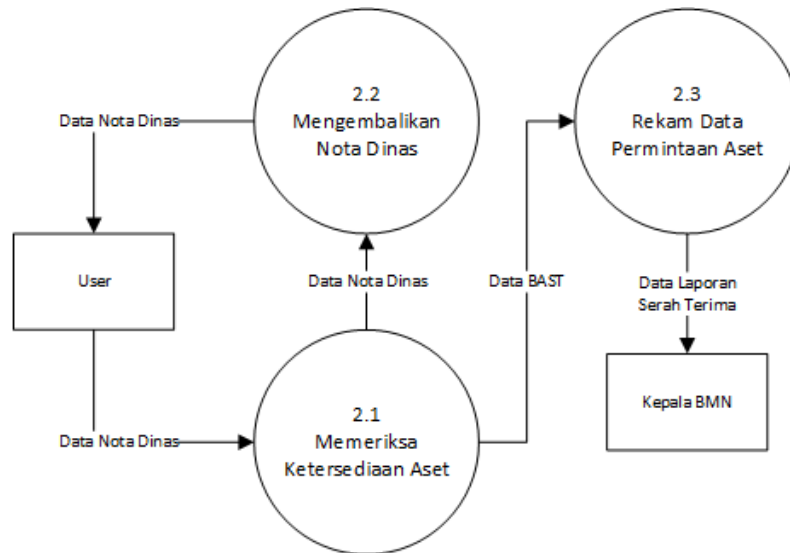 2.2
Mengembalikan
Nota Dinas
2.3
Rekam Data
Permintaan Aset
Data Nota Dinas
User
Data Nota Dinas
Data BAST
Data Laporan
Serah Terima
Kepala BMN
2.1
Memeriksa
Ketersediaan Aset
Data Nota Dinas